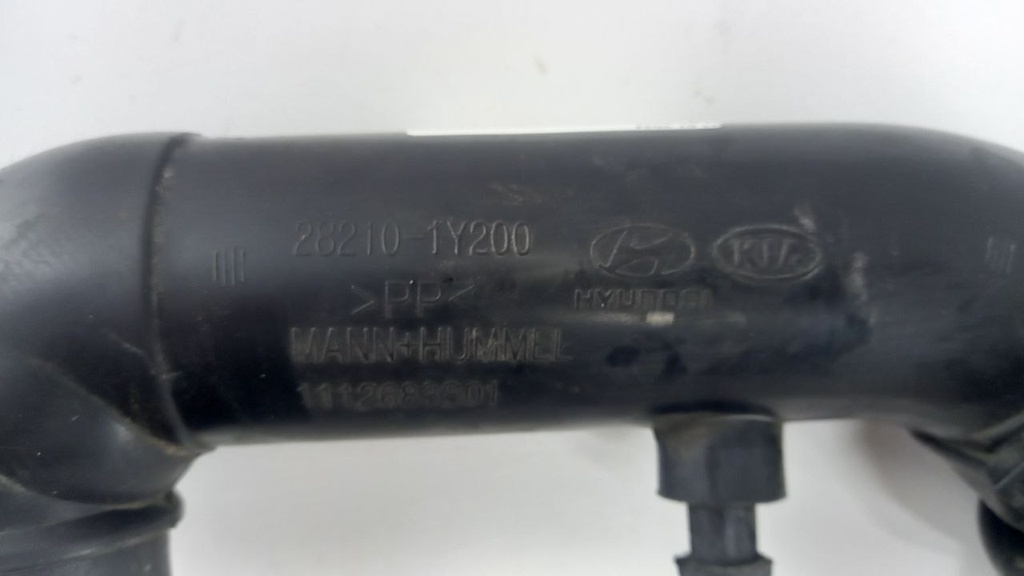 28210-1Y200
KIA
>PP<
HYUNDAI
MANN+HUMMEL